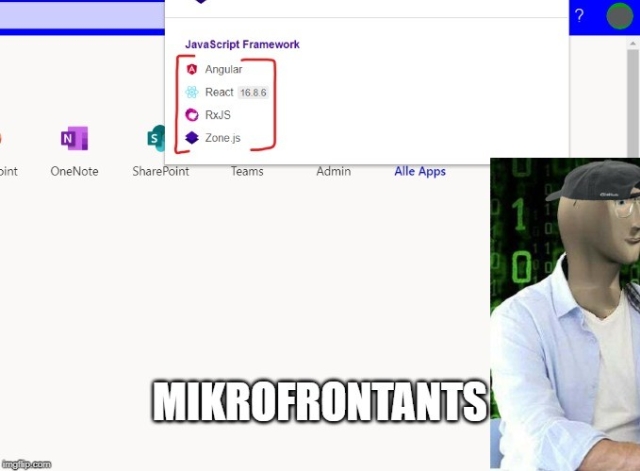 ?
JavaScript Framework
Angular
React 16.8.6
RxJS
Zone.js
oint OneNote SharePoint Teams Admin Alle Apps
MIKROFRONTANTS
imgflip.com